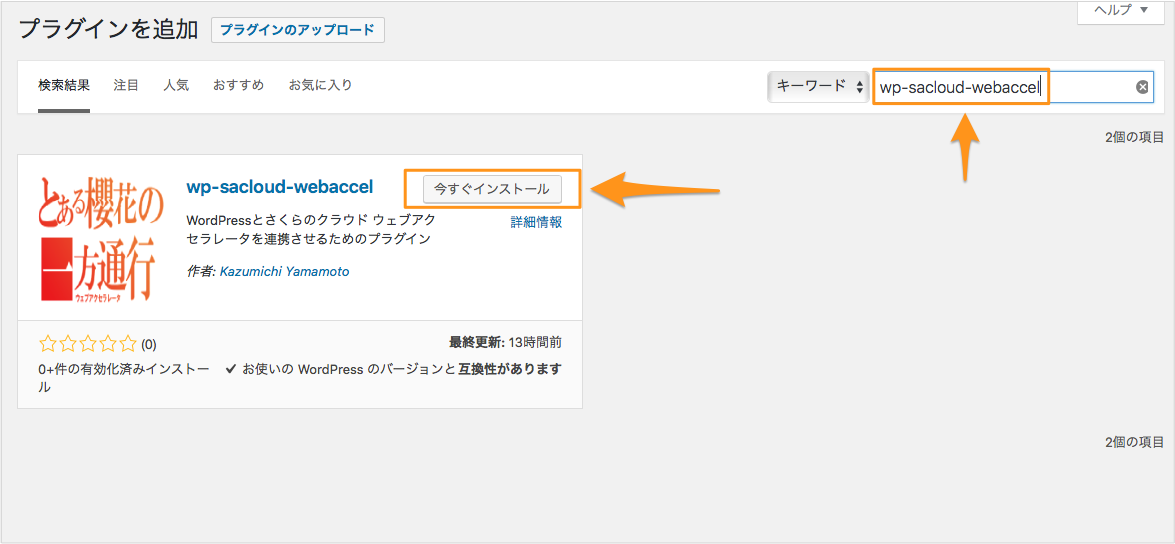 ヘルプ ▼
プラグインを追加 プラグインのアップロード
検索結果 注目 人気 おすすめ お気に入り キーワード wp-sacloud-webaccel
2個の項目
とある櫻花の
一方通行
ウェブアクセラレータ
wp-sacloud-webaccel 今すぐインストール
WordPressとさくらのクラウド ウェブアク
セラレータを連携させるためのプラグイン
詳細情報
作者: Kazumichi Yamamoto
(0) 最終更新: 13時間前
0+件の有効化済みインストー
ル
✔ お使いの WordPress のバージョンと互換性があります
2個の項目